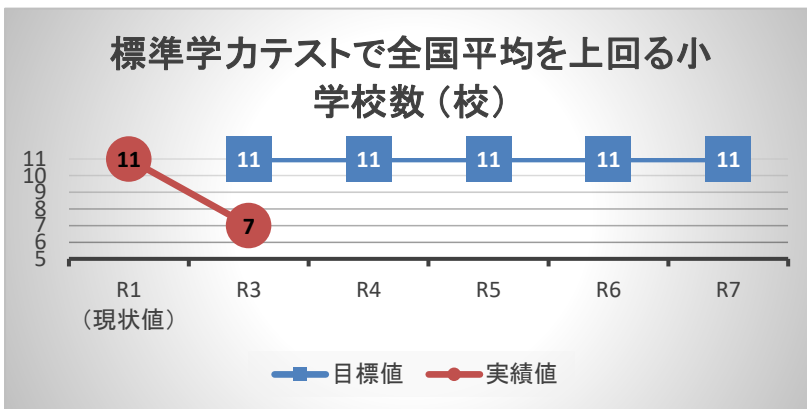 標準学力テストで全国平均を上回る小
学校数（校）
11
10
9
8
7
6
5
11
7
11
11
11
11
11
R1
（現状値）
R3
R4
R5
R6
R7
目標値
実績値